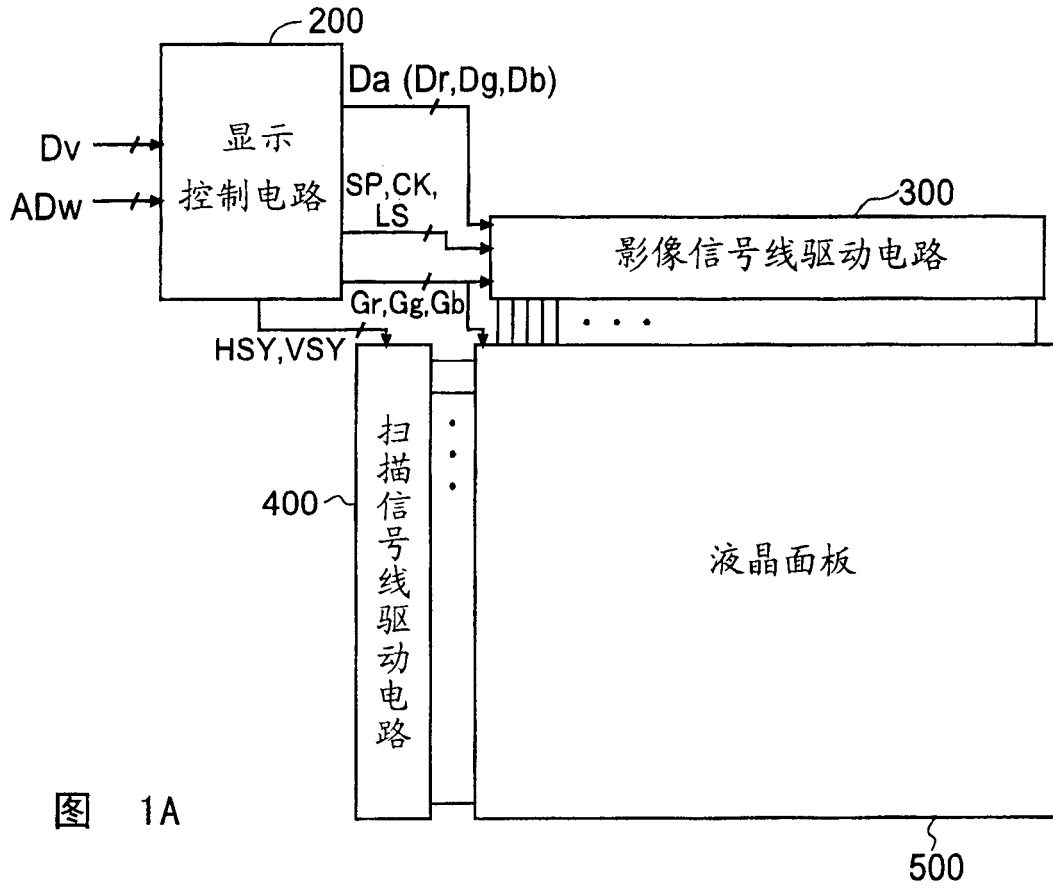 200
Da (Dr,Dg,Db)
显示
控制电路
Dv
ADw
SP,CK,
LS
300
影像信号线驱动电路
Gr,Gg,Gb
HSY,VSY
扫描信号线驱动电路
400
液晶面板
图 1A
500